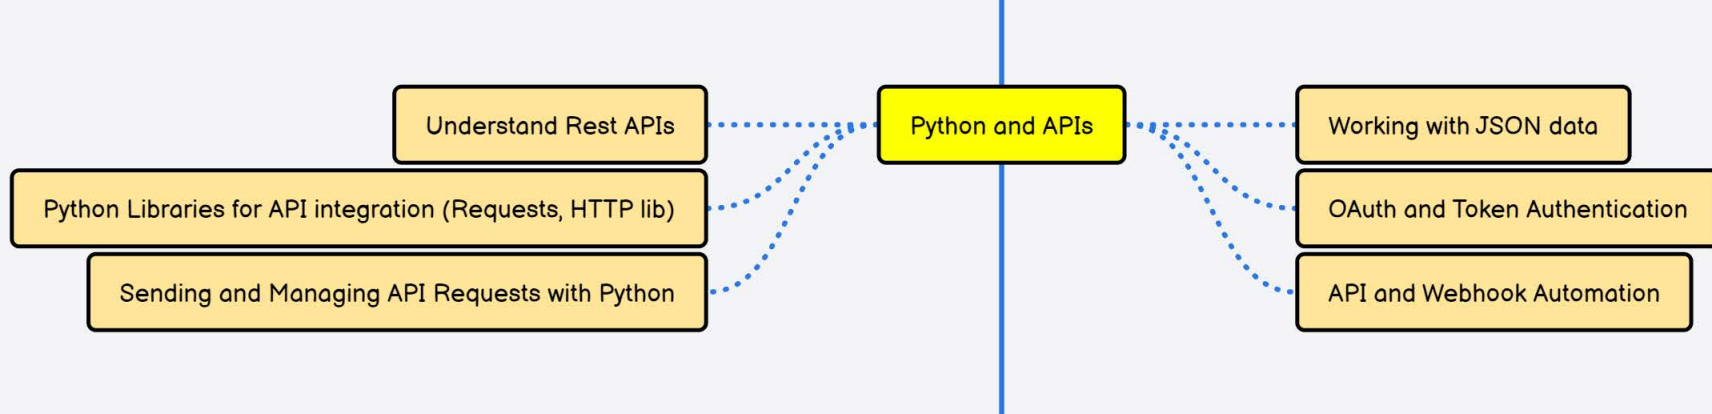 Understand Rest APIs
Python and APIs
Working with JSON data
Python Libraries for API integration (Requests, HTTP lib)
OAuth and Token Authentication
Sending and Managing API Requests with Python
API and Webhook Automation